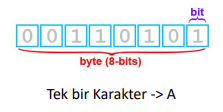 bit
0 0 1 1 0 1 0 1
byte (8-bits)
Tek bir Karakter -> A